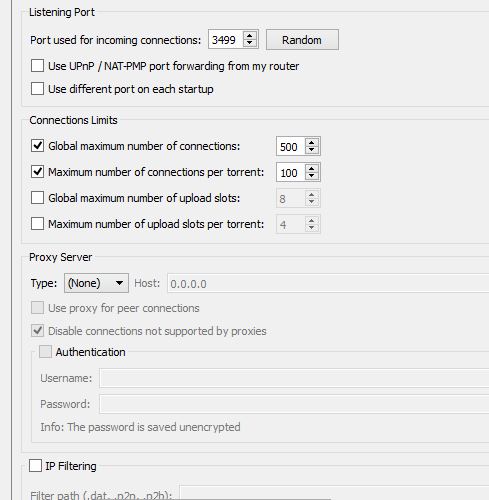 Listening Port
Port used for incoming connections: 3499 Random
Use UPnP / NAT-PMP port forwarding from my router
Use different port on each startup
Connections Limits
Global maximum number of connections: 500
Maximum number of connections per torrent: 100
Global maximum number of upload slots: 8
Maximum number of upload slots per torrent: 4
Proxy Server
Type: (None) Host: 0.0.0.0
Use proxy for peer connections
Disable connections not supported by proxies
Authentication
Username:
Password:
Info: The password is saved unencrypted
IP Filtering
Filter path (.dat, .p2p, .p2b):